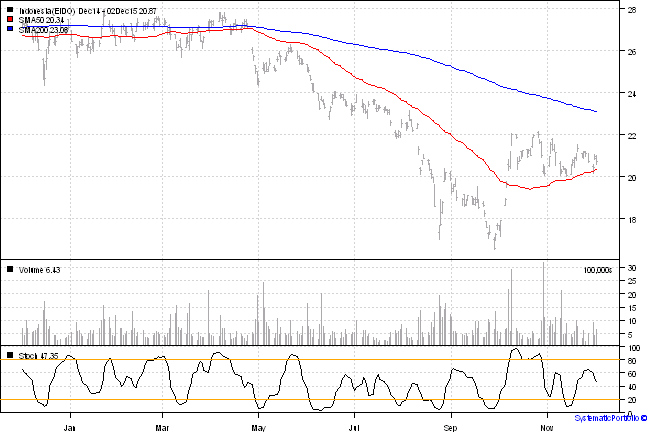 Indonesia(EIDO) Dec14 - 02Dec15 20.87
SMA50 20.34
SMA200 23.08
28
26
24
22
20
18
Volume 6.43
100,000s
30
25
20
15
10
5
Stoch 47.35
100
80
60
40
20
0
Jan Mar May Jul Sep Nov
SystematicPortfolio ©